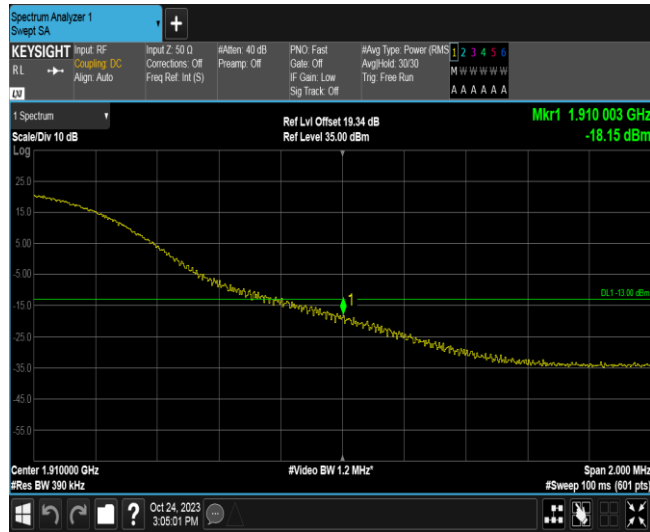 Spectrum Analyzer 1
Swept SA
KEYSIGHT
RL
LXI
Input: RF
Coupling: DC
Align: Auto
Input Z: 50 Ω
Corrections: Off
Freq Ref: Int (S)
#Atten: 40 dB
Preamp: Off
PNO: Fast
Gate: Off
IF Gain: Low
Sig Track: Off
#Avg Type: Power (RMS
Avg|Hold: 30/30
Trig: Free Run
1 2 3 4 5 6
M W W W W W
A A A A A A
1 Spectrum
Scale/Div 10 dB
Log
Ref Lvl Offset 19.34 dB
Ref Level 35.00 dBm
Mkr1 1.910 003 GHz
-18.15 dBm
25.0
15.0
5.00
-5.00
-15.0
-25.0
-35.0
-45.0
-55.0
1
DL1 -13.00 dBm
Center 1.910000 GHz
#Res BW 390 kHz
#Video BW 1.2 MHz*
Span 2.000 MHz
#Sweep 100 ms (601 pts)
?
Oct 24, 2023
3:05:01 PM